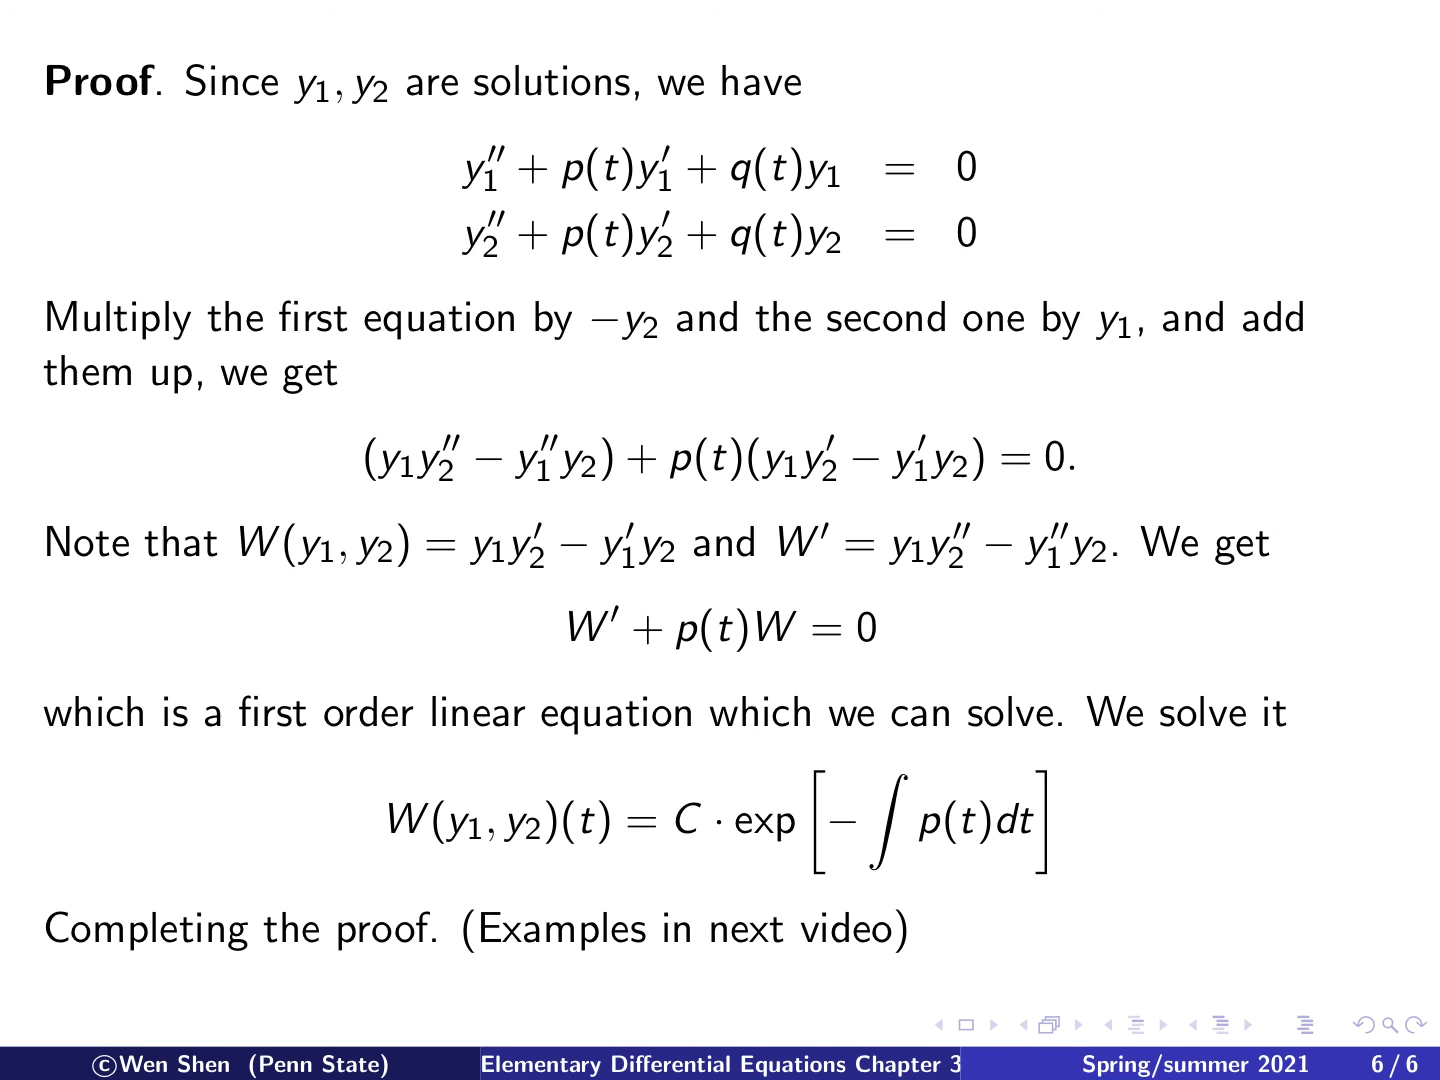 Proof. Since y₁, y₂ are solutions, we have
y₁″ + p(t)y₁′ + q(t)y₁ = 0
y₂″ + p(t)y₂′ + q(t)y₂ = 0
Multiply the first equation by −y₂ and the second one by y₁, and add
them up, we get
(y₁y₂″ − y₁″y₂) + p(t)(y₁y₂′ − y₁′y₂) = 0.
Note that W(y₁, y₂) = y₁y₂′ − y₁′y₂ and W′ = y₁y₂″ − y₁″y₂. We get
W′ + p(t)W = 0
which is a first order linear equation which we can solve. We solve it
W(y₁, y₂)(t) = C · exp [− ∫ p(t)dt]
Completing the proof. (Examples in next video)
©Wen Shen (Penn State) Elementary Differential Equations Chapter 3 Spring/summer 2021 6 / 6